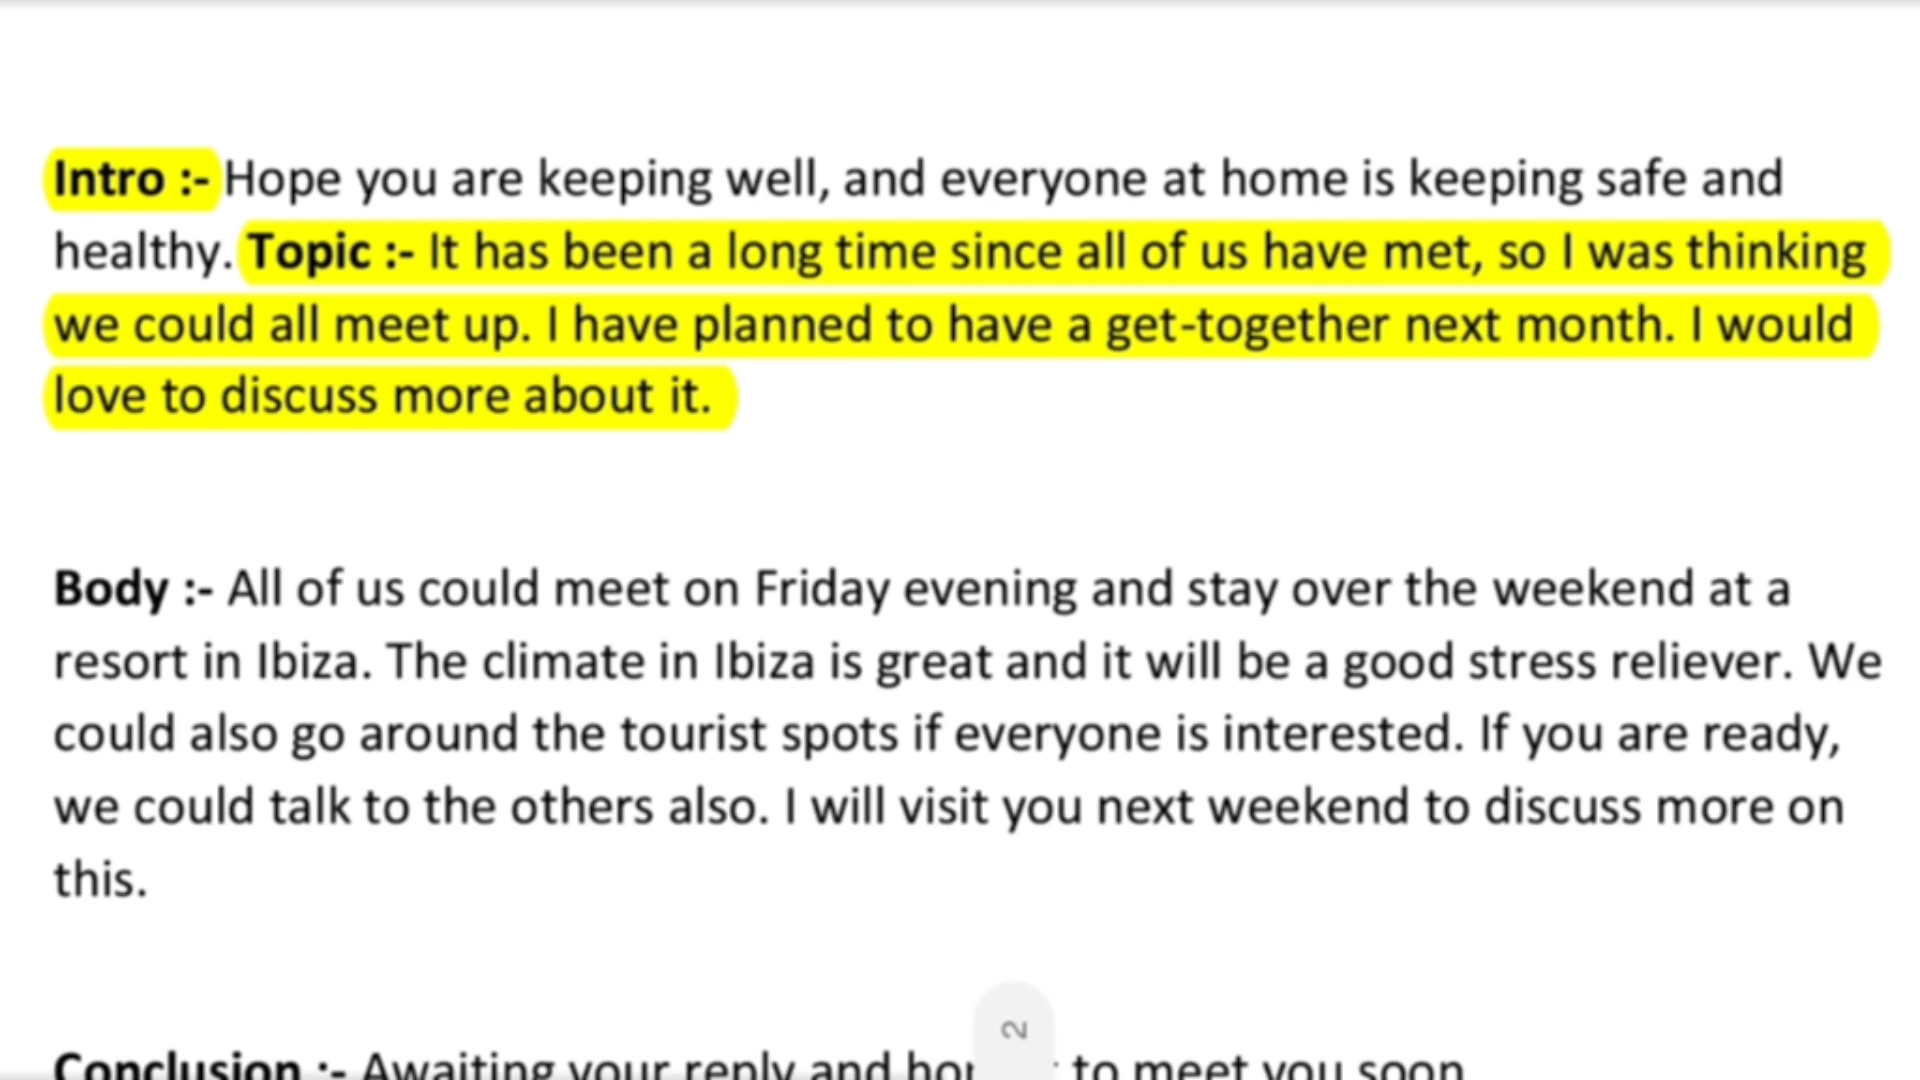 Intro :- Hope you are keeping well, and everyone at home is keeping safe and
healthy. Topic :- It has been a long time since all of us have met, so I was thinking
we could all meet up. I have planned to have a get-together next month. I would
love to discuss more about it.
Body :- All of us could meet on Friday evening and stay over the weekend at a
resort in Ibiza. The climate in Ibiza is great and it will be a good stress reliever. We
could also go around the tourist spots if everyone is interested. If you are ready,
we could talk to the others also. I will visit you next weekend to discuss more on
this.
2
Conclusion :- Awaiting your reply and to meet you soon